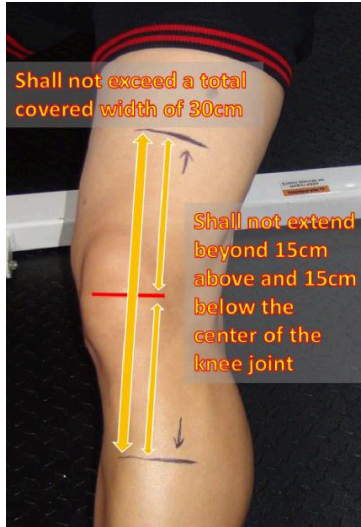 Shall not exceed a total
covered width of 30cm
Shall not extend
beyond 15cm
above and 15cm
below the
center of the
knee joint